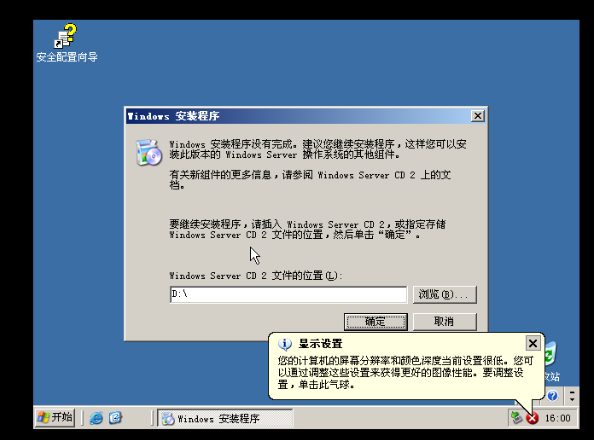 安全配置向导
Windows 安装程序
Windows 安装程序没有完成。建议您继续安装程序，这样您可以安
装此版本的 Windows Server 操作系统的其他组件。
有关新组件的更多信息，请参阅 Windows Server CD 2 上的文
档。
要继续安装程序，请插入 Windows Server CD 2，或指定存储
Windows Server CD 2 文件的位置，然后单击“确定”。
Windows Server CD 2 文件的位置(L):
D:\
浏览(B)...
确定
取消
显示设置
您的计算机的屏幕分辨率和颜色深度当前设置很低。您可
以通过调整这些设置来获得更好的图像性能。要调整设
置，单击此气球。
收站
开始
Windows 安装程序
16:00